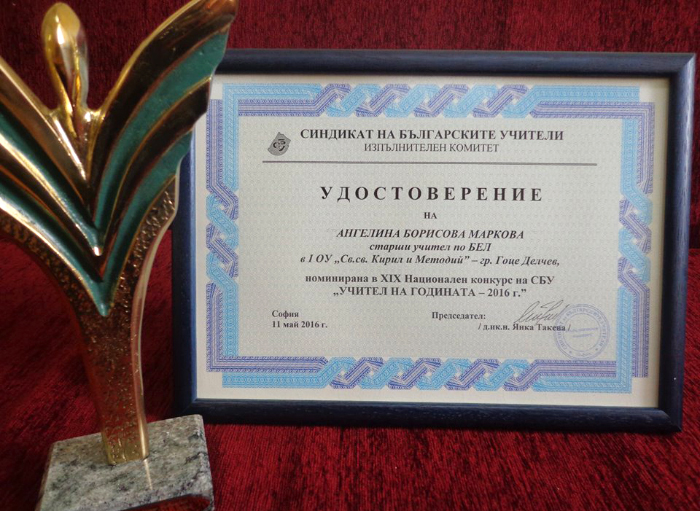 СИНДИКАТ НА БЪЛГАРСКИТЕ УЧИТЕЛИ
ИЗПЪЛНИТЕЛЕН КОМИТЕТ
УДОСТОВЕРЕНИЕ
НА
АНГЕЛИНА БОРИСОВА МАРКОВА
старши учител по БЕЛ
в I ОУ „Св.св. Кирил и Методий” – гр. Гоце Делчев,
номинирана в XIX Национален конкурс на СБУ
„УЧИТЕЛ НА ГОДИНАТА – 2016 г.”
София
11 май 2016 г.
Председател:
/ д.ик.н. Янка Такева /